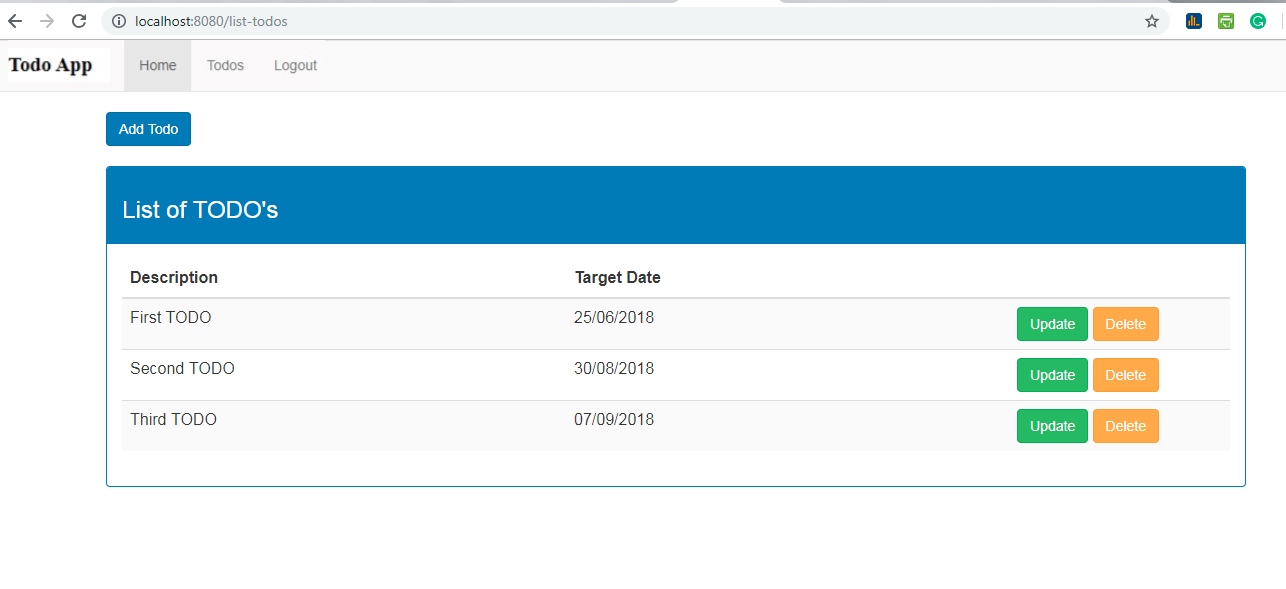 localhost:8080/list-todos
Todo App Home Todos Logout
Add Todo
List of TODO's
Description Target Date
First TODO 25/06/2018 Update Delete
Second TODO 30/08/2018 Update Delete
Third TODO 07/09/2018 Update Delete